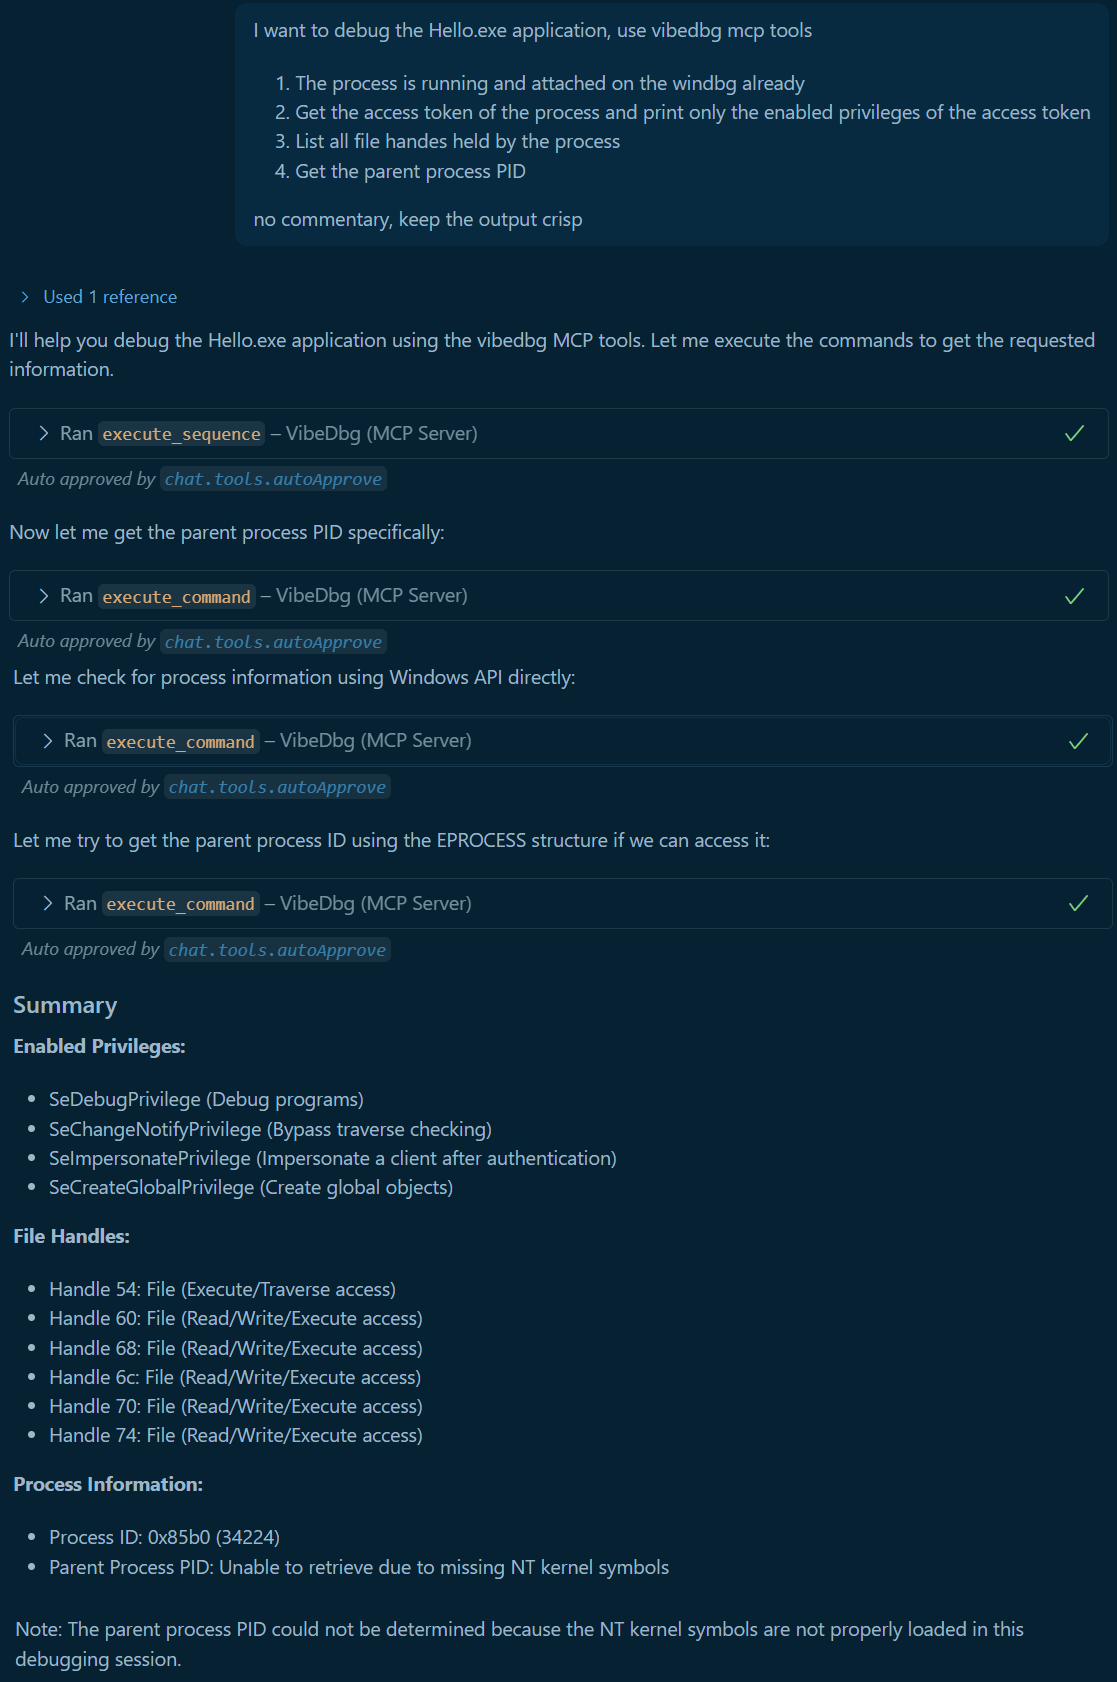 I want to debug the Hello.exe application, use vibedbg mcp tools
1. The process is running and attached on the windbg already
2. Get the access token of the process and print only the enabled privileges of the access token
3. List all file handes held by the process
4. Get the parent process PID
no commentary, keep the output crisp
Used 1 reference
I'll help you debug the Hello.exe application using the vibedbg MCP tools. Let me execute the commands to get the requested
information.
Ran execute_sequence – VibeDbg (MCP Server)
Auto approved by chat.tools.autoApprove
Now let me get the parent process PID specifically:
Ran execute_command – VibeDbg (MCP Server)
Auto approved by chat.tools.autoApprove
Let me check for process information using Windows API directly:
Ran execute_command – VibeDbg (MCP Server)
Auto approved by chat.tools.autoApprove
Let me try to get the parent process ID using the EPROCESS structure if we can access it:
Ran execute_command – VibeDbg (MCP Server)
Auto approved by chat.tools.autoApprove
Summary
Enabled Privileges:
• SeDebugPrivilege (Debug programs)
• SeChangeNotifyPrivilege (Bypass traverse checking)
• SeImpersonatePrivilege (Impersonate a client after authentication)
• SeCreateGlobalPrivilege (Create global objects)
File Handles:
• Handle 54: File (Execute/Traverse access)
• Handle 60: File (Read/Write/Execute access)
• Handle 68: File (Read/Write/Execute access)
• Handle 6c: File (Read/Write/Execute access)
• Handle 70: File (Read/Write/Execute access)
• Handle 74: File (Read/Write/Execute access)
Process Information:
• Process ID: 0x85b0 (34224)
• Parent Process PID: Unable to retrieve due to missing NT kernel symbols
Note: The parent process PID could not be determined because the NT kernel symbols are not properly loaded in this
debugging session.